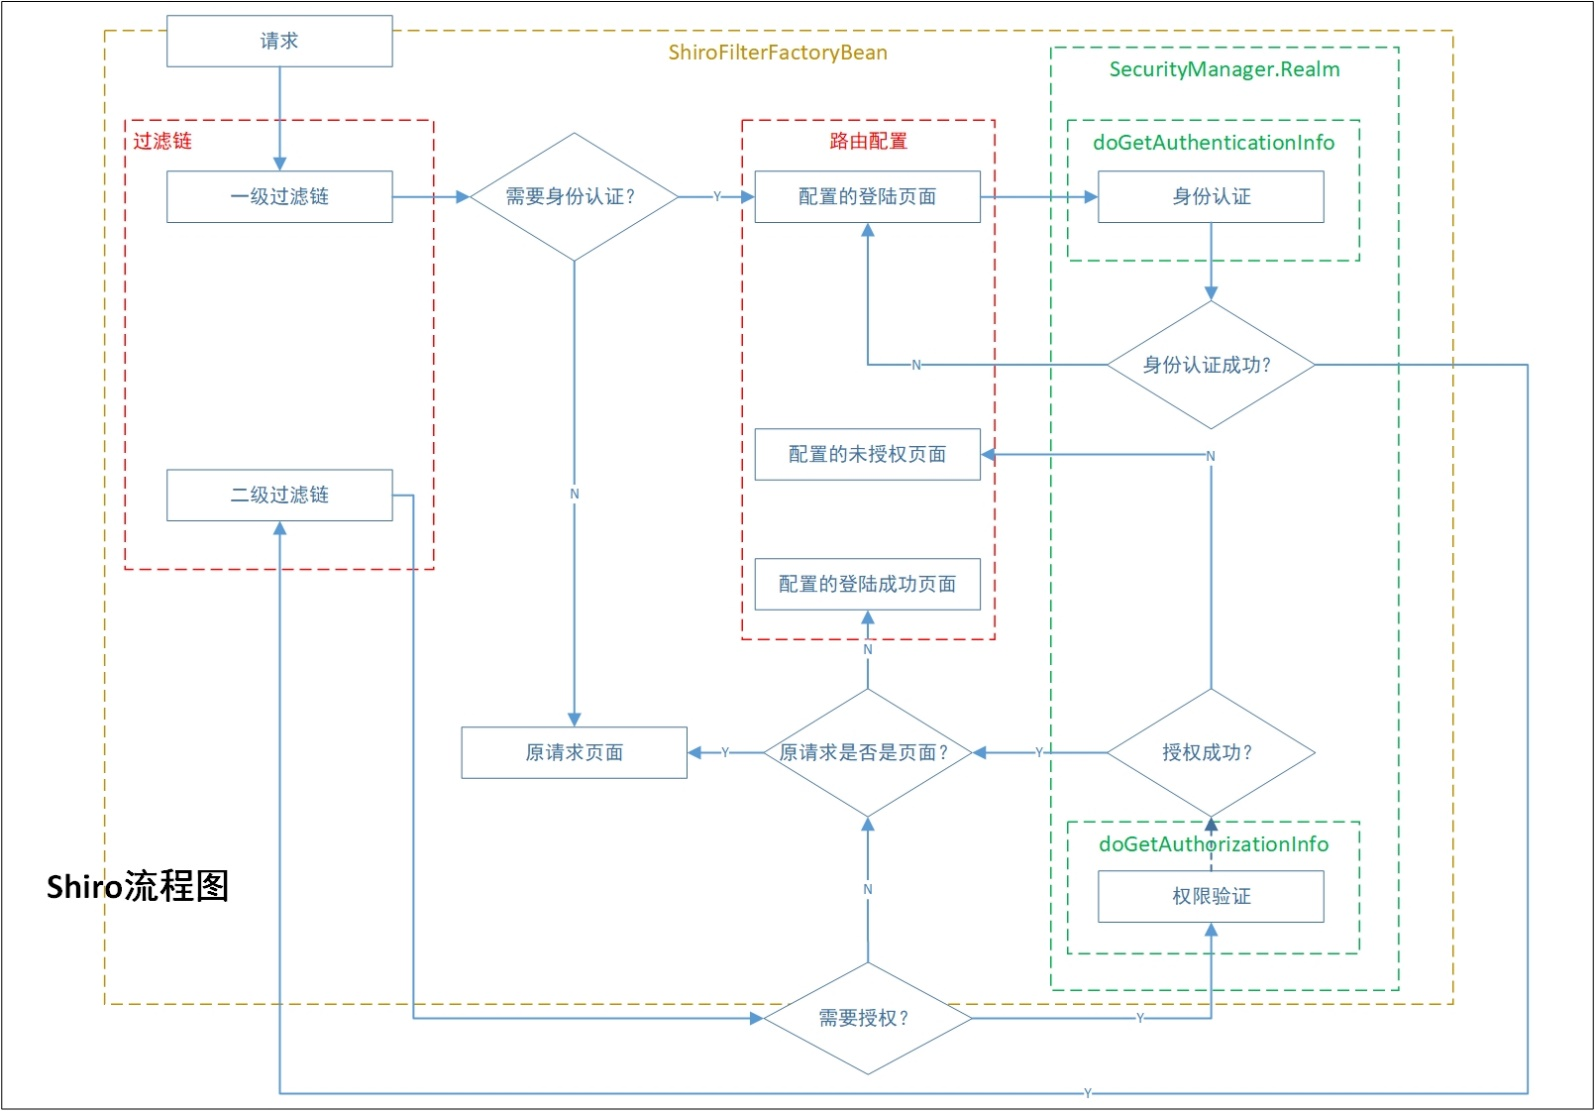 请求
ShiroFilterFactoryBean
SecurityManager.Realm
过滤链
路由配置
doGetAuthenticationInfo
一级过滤链
需要身份认证?
Y
配置的登陆页面
身份认证
N
身份认证成功?
配置的未授权页面
N
二级过滤链
N
配置的登陆成功页面
N
原请求页面
Y
原请求是否是页面?
Y
授权成功?
doGetAuthorizationInfo
Shiro流程图
N
权限验证
需要授权?
Y
Y